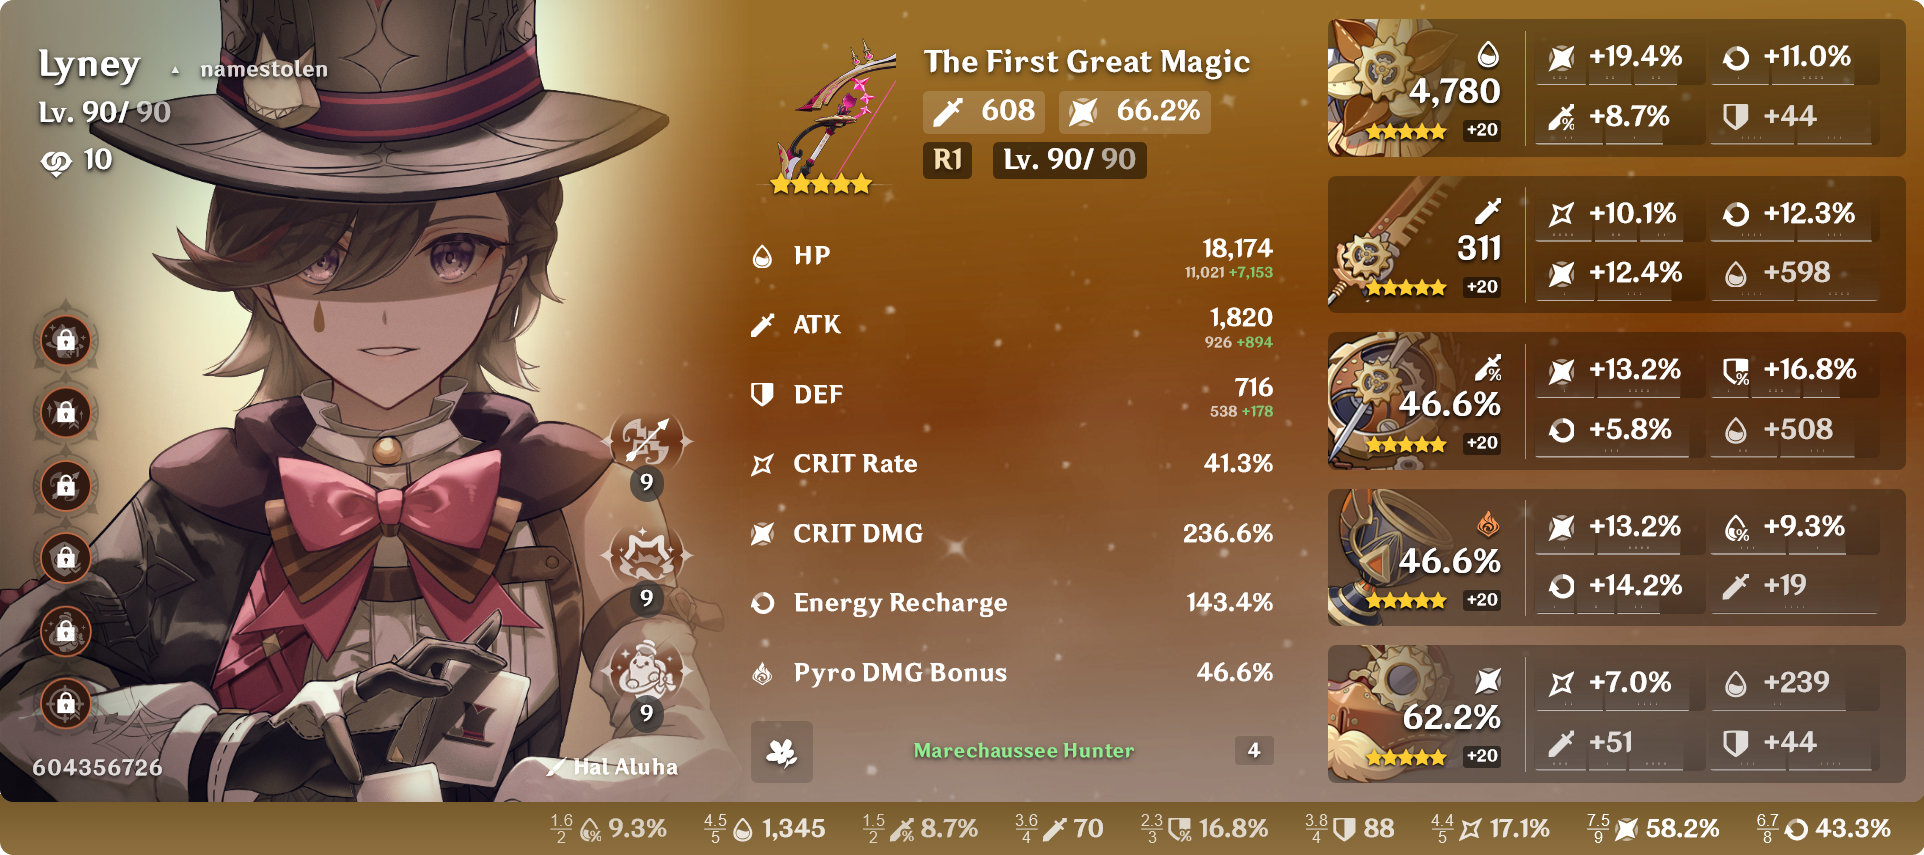 Lyney namestolen
Lv. 90/ 90
10
9
9
9
604356726
Hal Aluha
The First Great Magic
608 66.2%
R1 Lv. 90/ 90
HP 18,174
11,021 +7,153
ATK 1,820
926 +894
DEF 716
538 +178
CRIT Rate 41.3%
CRIT DMG 236.6%
Energy Recharge 143.4%
Pyro DMG Bonus 46.6%
Marechaussee Hunter 4
4,780
+20
+19.4% +11.0%
+8.7% +44
311
+20
+10.1% +12.3%
+12.4% +598
46.6%
+20
+13.2% +16.8%
+5.8% +508
46.6%
+20
+13.2% +9.3%
+14.2% +19
62.2%
+20
+7.0% +239
+51 +44
1.6 2 9.3% 4.5 5 1,345 1.5 2 8.7% 3.6 4 70 2.3 3 16.8% 3.8 4 88 4.4 5 17.1% 7.5 9 58.2% 6.7 8 43.3%